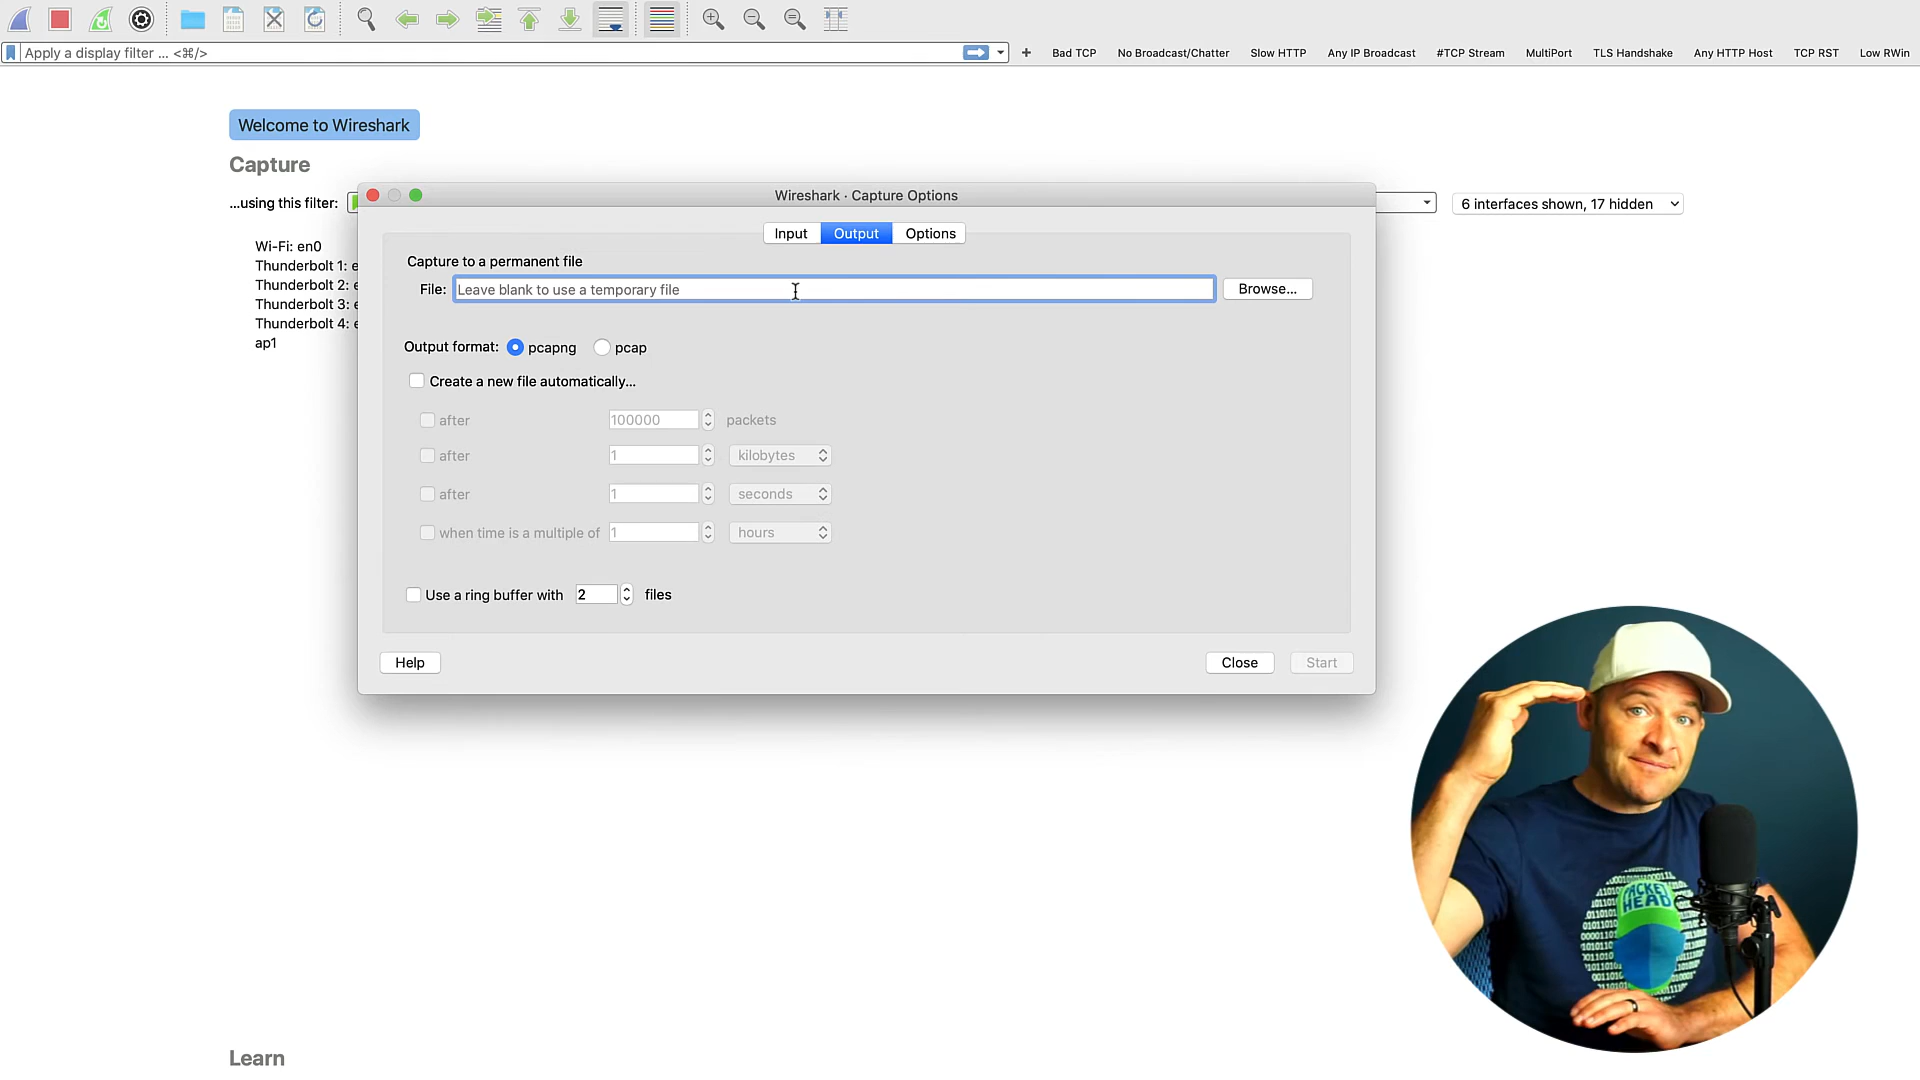 Apply a display filter ... <⌘/>
+
Bad TCP
No Broadcast/Chatter
Slow HTTP
Any IP Broadcast
#TCP Stream
MultiPort
TLS Handshake
Any HTTP Host
TCP RST
Low RWin
Welcome to Wireshark
Capture
...using this filter:
6 interfaces shown, 17 hidden
Wi-Fi: en0
Thunderbolt 1: e
Thunderbolt 2: e
Thunderbolt 3: e
Thunderbolt 4: e
ap1
Wireshark · Capture Options
Input
Output
Options
Capture to a permanent file
File:
Leave blank to use a temporary file
Browse...
Output format:
pcapng
pcap
Create a new file automatically...
after
100000
packets
after
1
kilobytes
after
1
seconds
when time is a multiple of
1
hours
Use a ring buffer with
2
files
Help
Close
Start
PACKET
HEAD
Learn